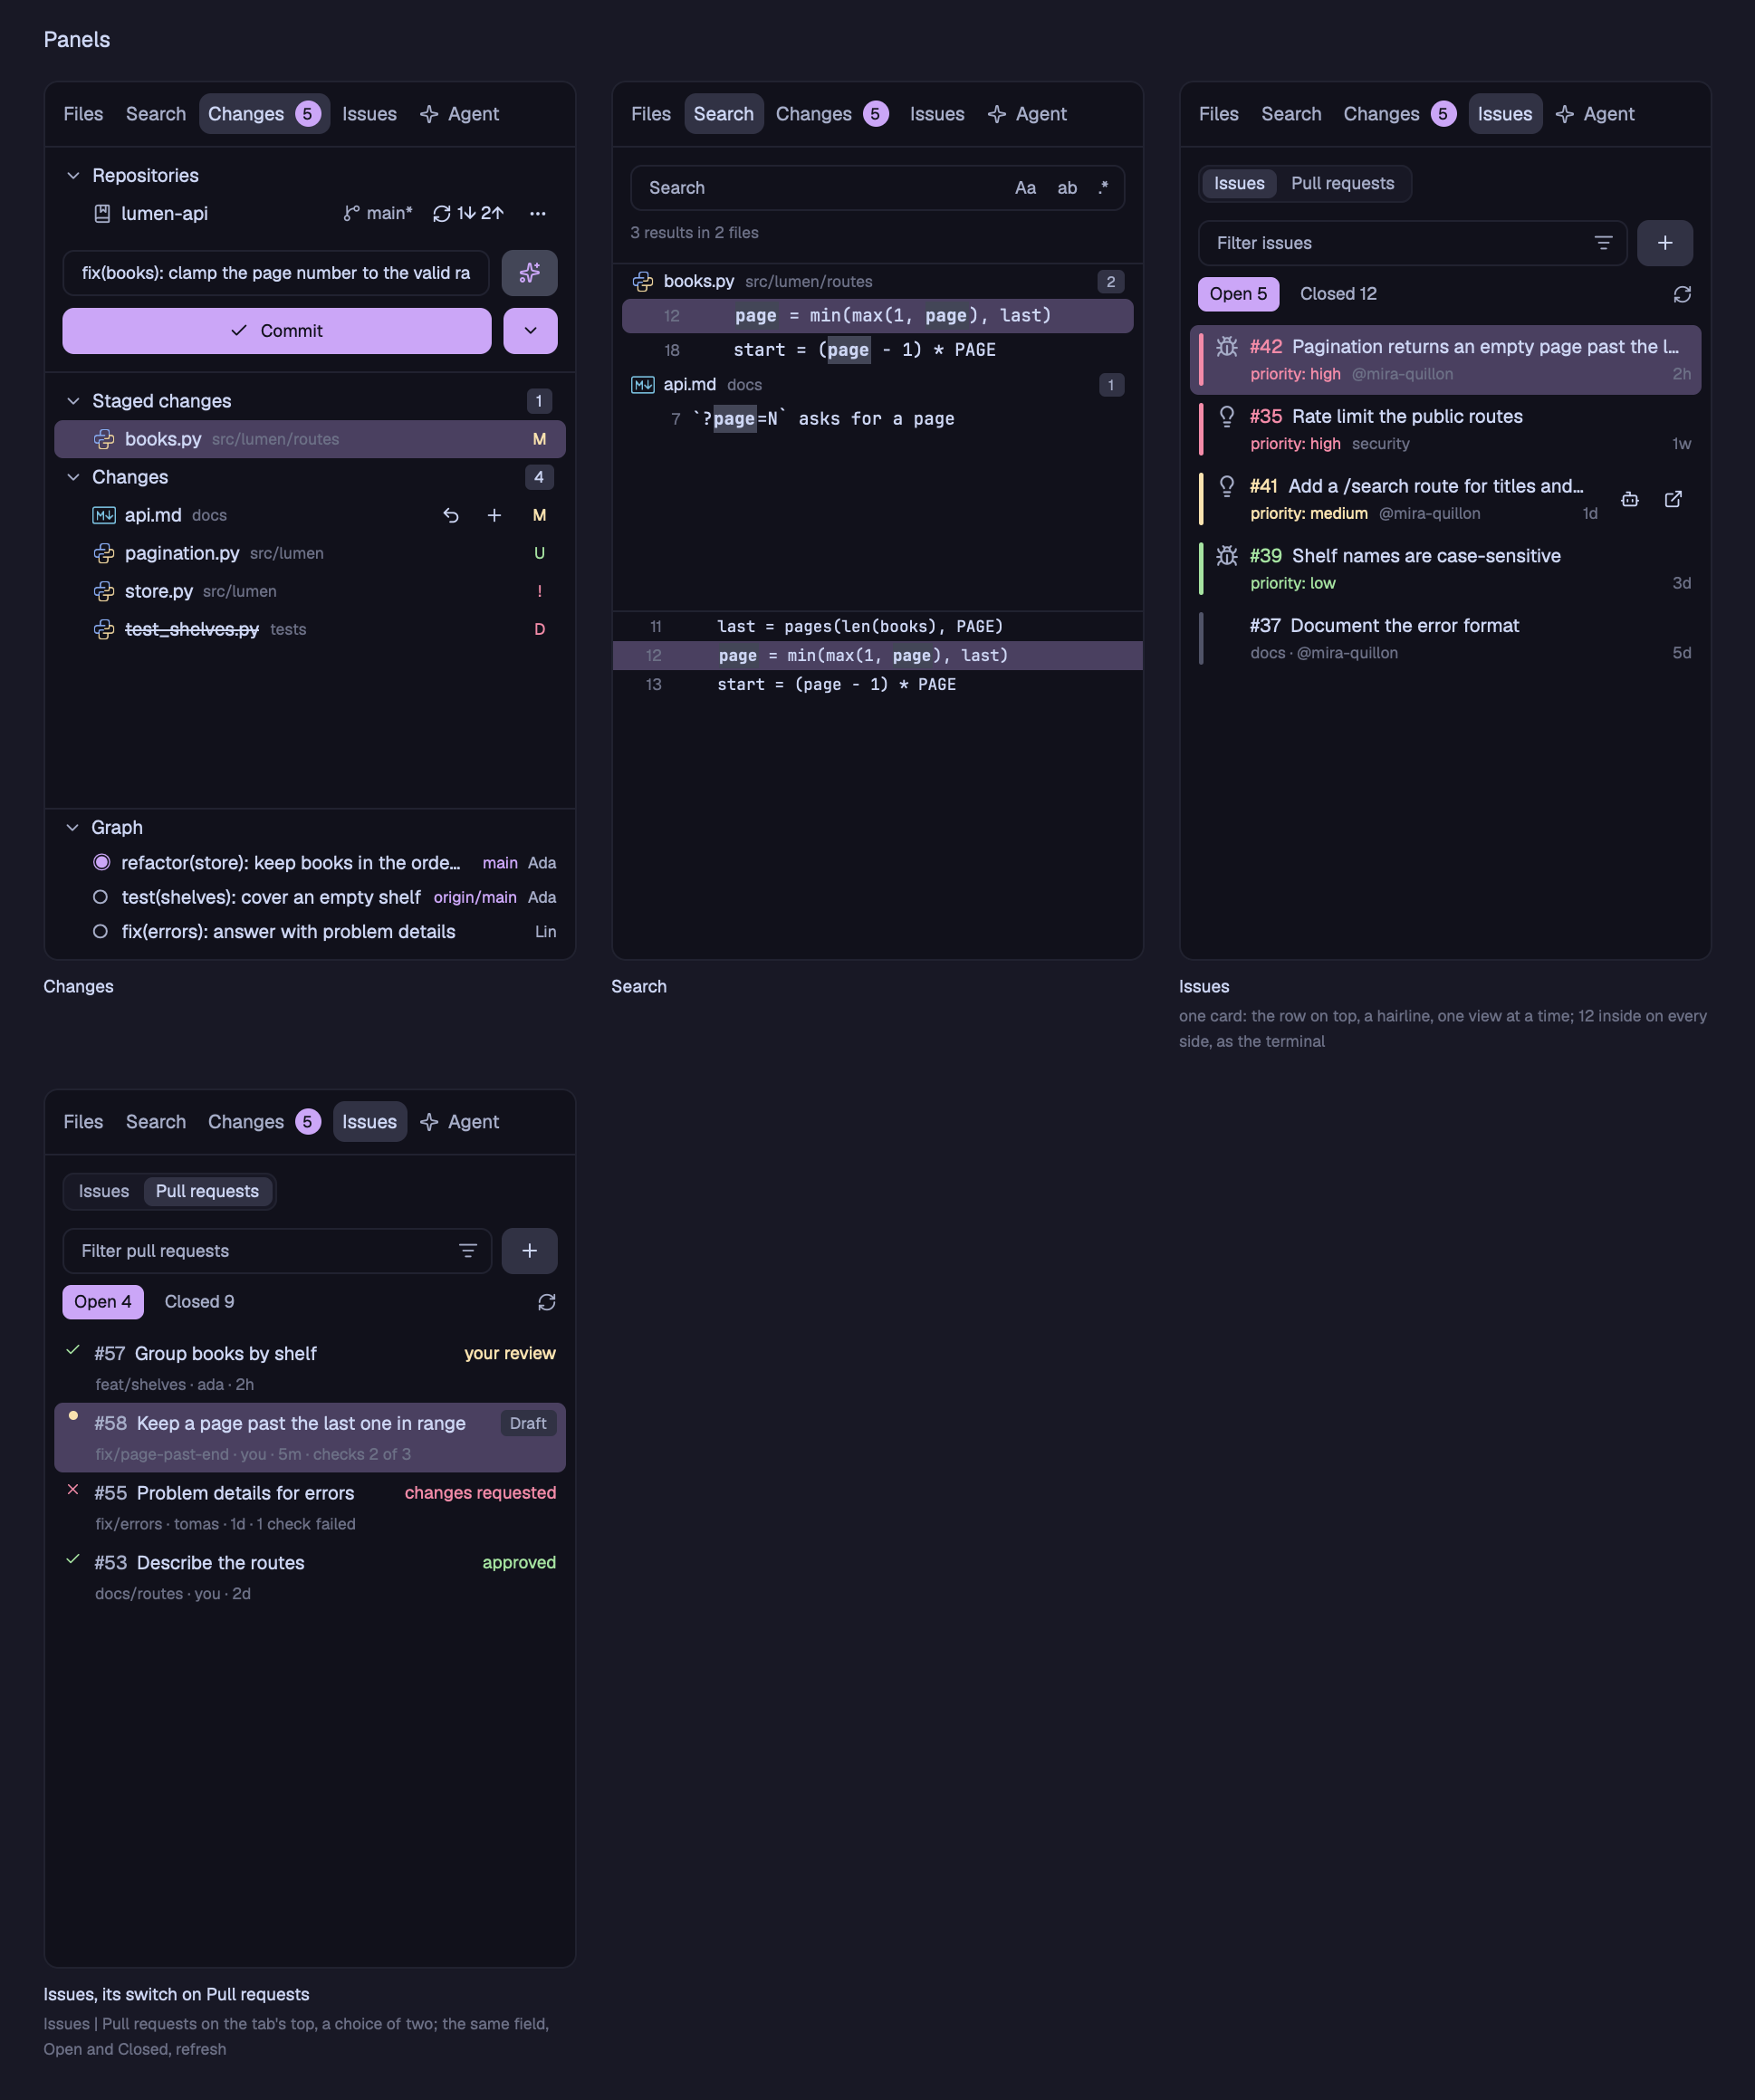 Panels
Files Search Changes 5 Issues Agent
Repositories
lumen-api main* 1↓ 2↑ ···
fix(books): clamp the page number to the valid ra
Commit
Staged changes 1
books.py src/lumen/routes M
Changes 4
api.md docs M
pagination.py src/lumen U
store.py src/lumen !
test_shelves.py tests D
Graph
refactor(store): keep books in the orde... main Ada
test(shelves): cover an empty shelf origin/main Ada
fix(errors): answer with problem details Lin
Changes
Files Search Changes 5 Issues Agent
Search Aa ab .*
3 results in 2 files
books.py src/lumen/routes 2
12 page = min(max(1, page), last)
18 start = (page - 1) * PAGE
M↓ api.md docs 1
7 `?page=N` asks for a page
11 last = pages(len(books), PAGE)
12 page = min(max(1, page), last)
13 start = (page - 1) * PAGE
Search
Files Search Changes 5 Issues Agent
Issues Pull requests
Filter issues
Open 5 Closed 12
#42 Pagination returns an empty page past the l...
priority: high @mira-quillon 2h
#35 Rate limit the public routes
priority: high security 1w
#41 Add a /search route for titles and...
priority: medium @mira-quillon 1d
#39 Shelf names are case-sensitive
priority: low 3d
#37 Document the error format
docs · @mira-quillon 5d
Issues
one card: the row on top, a hairline, one view at a time; 12 inside on every
side, as the terminal
Files Search Changes 5 Issues Agent
Issues Pull requests
Filter pull requests
Open 4 Closed 9
#57 Group books by shelf your review
feat/shelves · ada · 2h
#58 Keep a page past the last one in range Draft
fix/page-past-end · you · 5m · checks 2 of 3
#55 Problem details for errors changes requested
fix/errors · tomas · 1d · 1 check failed
#53 Describe the routes approved
docs/routes · you · 2d
Issues, its switch on Pull requests
Issues | Pull requests on the tab's top, a choice of two; the same field,
Open and Closed, refresh